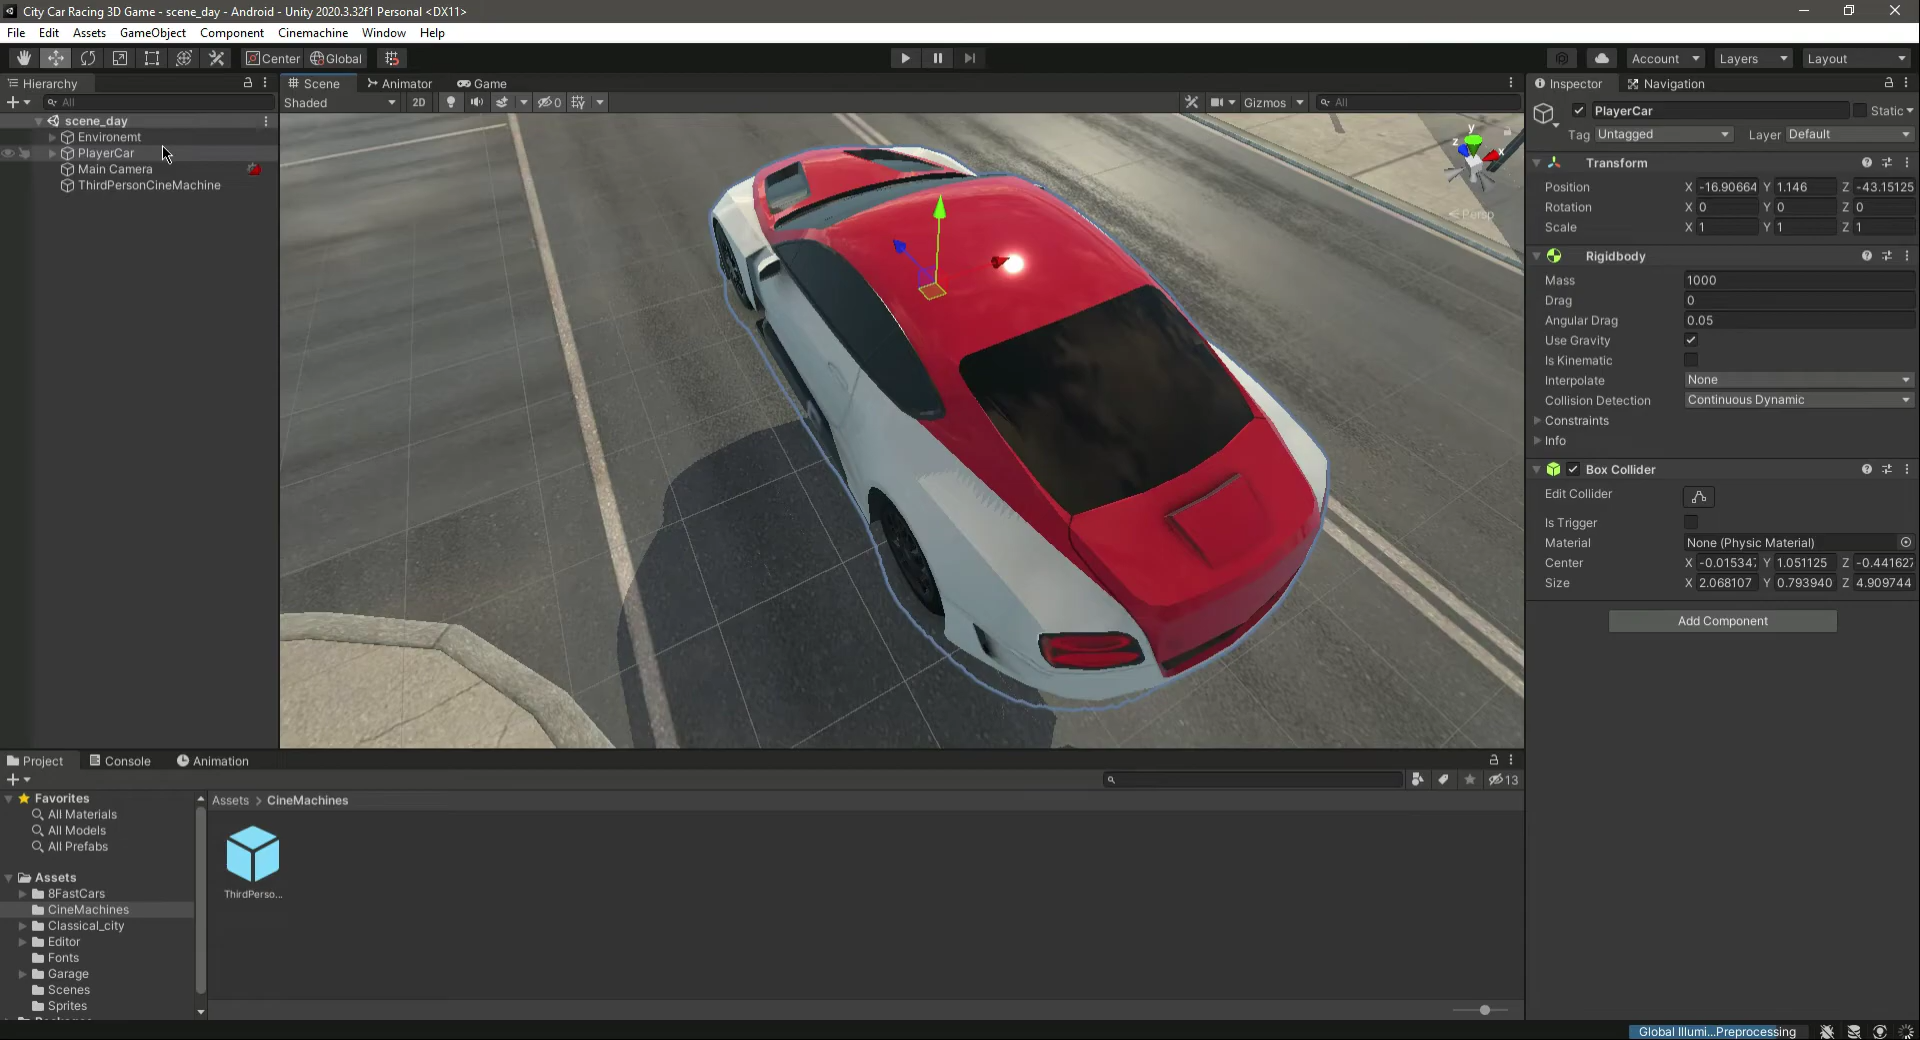 City Car Racing 3D Game - scene_day - Android - Unity 2020.3.32f1 Personal <DX11>
File Edit Assets GameObject Component Cinemachine Window Help
Center Global Account Layers Layout
Hierarchy
All
scene_day
Environemt
PlayerCar
Main Camera
ThirdPersonCineMachine
Scene Animator Game
Shaded 2D 0 Gizmos All
y
z x
Persp
Inspector Navigation
PlayerCar Static
Tag Untagged Layer Default
Transform
Position X -16.90664 Y 1.146 Z -43.15125
Rotation X 0 Y 0 Z 0
Scale X 1 Y 1 Z 1
Rigidbody
Mass 1000
Drag 0
Angular Drag 0.05
Use Gravity
Is Kinematic
Interpolate None
Collision Detection Continuous Dynamic
Constraints
Info
Box Collider
Edit Collider
Is Trigger
Material None (Physic Material)
Center X -0.015347 Y 1.051125 Z -0.441627
Size X 2.068107 Y 0.793940 Z 4.909744
Add Component
Project Console Animation
13
Favorites
All Materials
All Models
All Prefabs
Assets
8FastCars
CineMachines
Classical_city
Editor
Fonts
Garage
Scenes
Sprites
Assets > CineMachines
ThirdPerso...
Global Illumi...Preprocessing